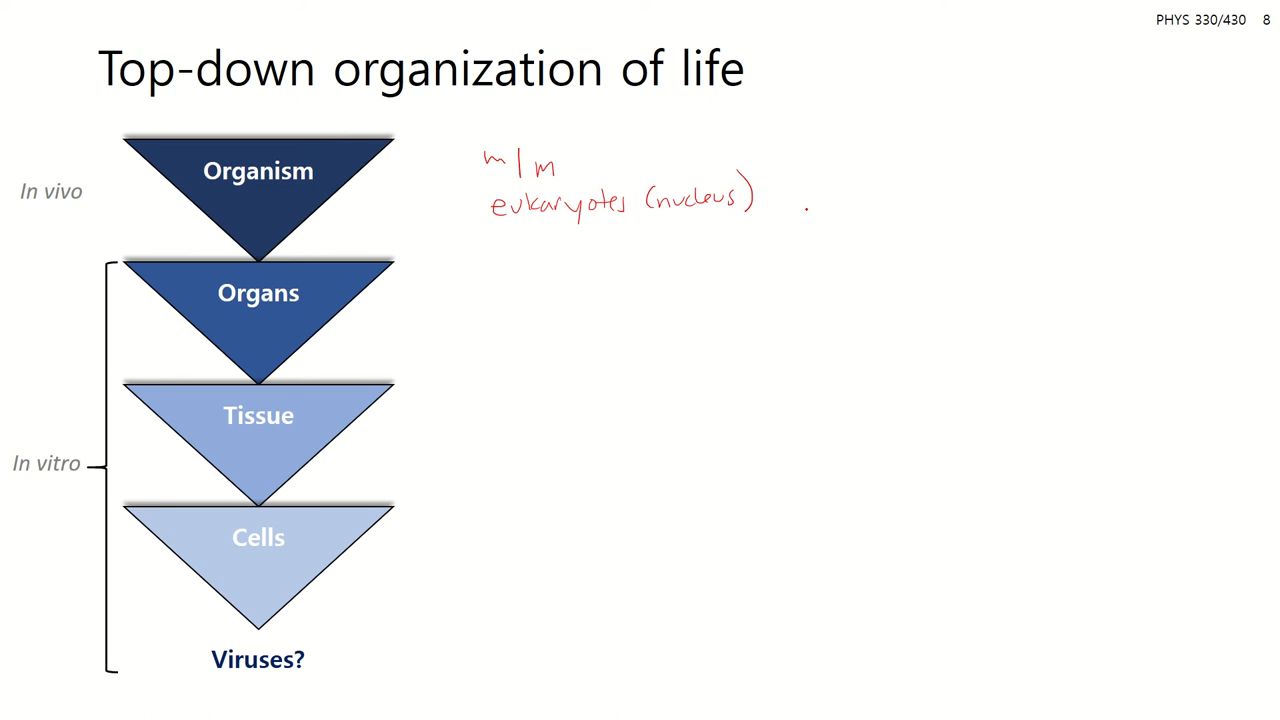 PHYS 330/430 8
Top-down organization of life
Organism
m/m
In vivo
eukaryotes (nucleus)
Organs
Tissue
In vitro
Cells
Viruses?